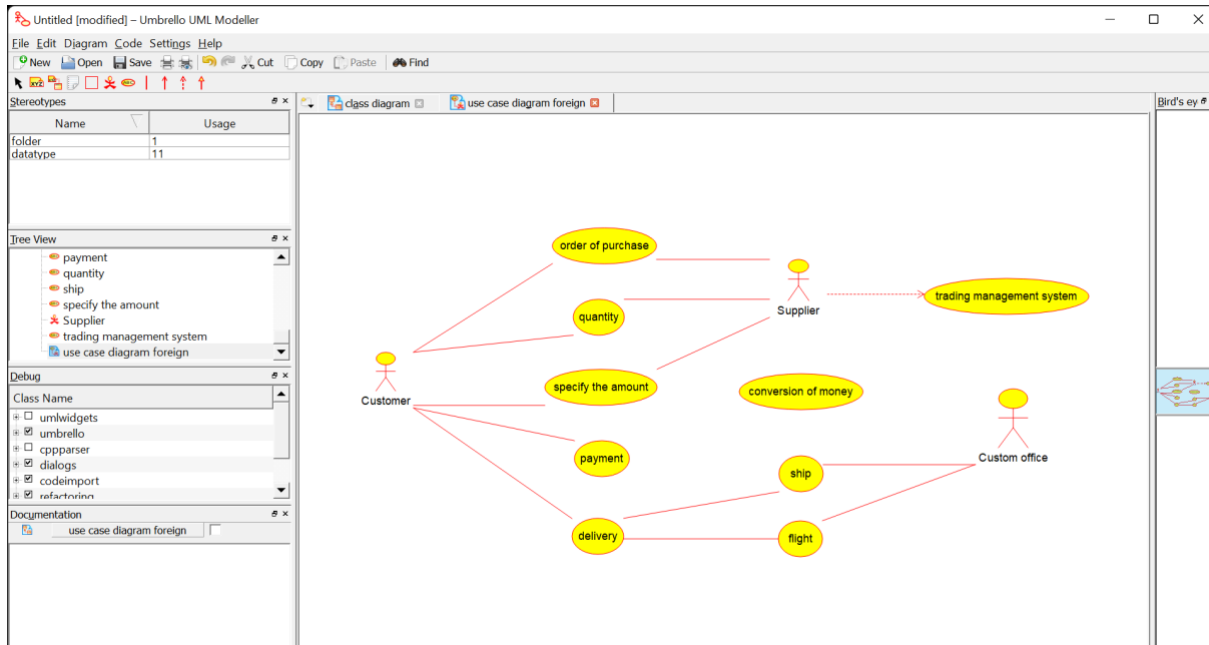 Untitled [modified] – Umbrello UML Modeller
File Edit Diagram Code Settings Help
New Open Save Cut Copy Paste Find
XYZ
Stereotypes
Name Usage
folder 1
datatype 11
Tree View
payment
quantity
ship
specify the amount
Supplier
trading management system
use case diagram foreign
Debug
Class Name
umlwidgets
umbrello
cppparser
dialogs
codeimport
refactoring
Documentation
use case diagram foreign
class diagram
use case diagram foreign
order of purchase
Supplier
trading management system
quantity
Customer
specify the amount
conversion of money
Custom office
payment
ship
delivery
flight
Bird's ey